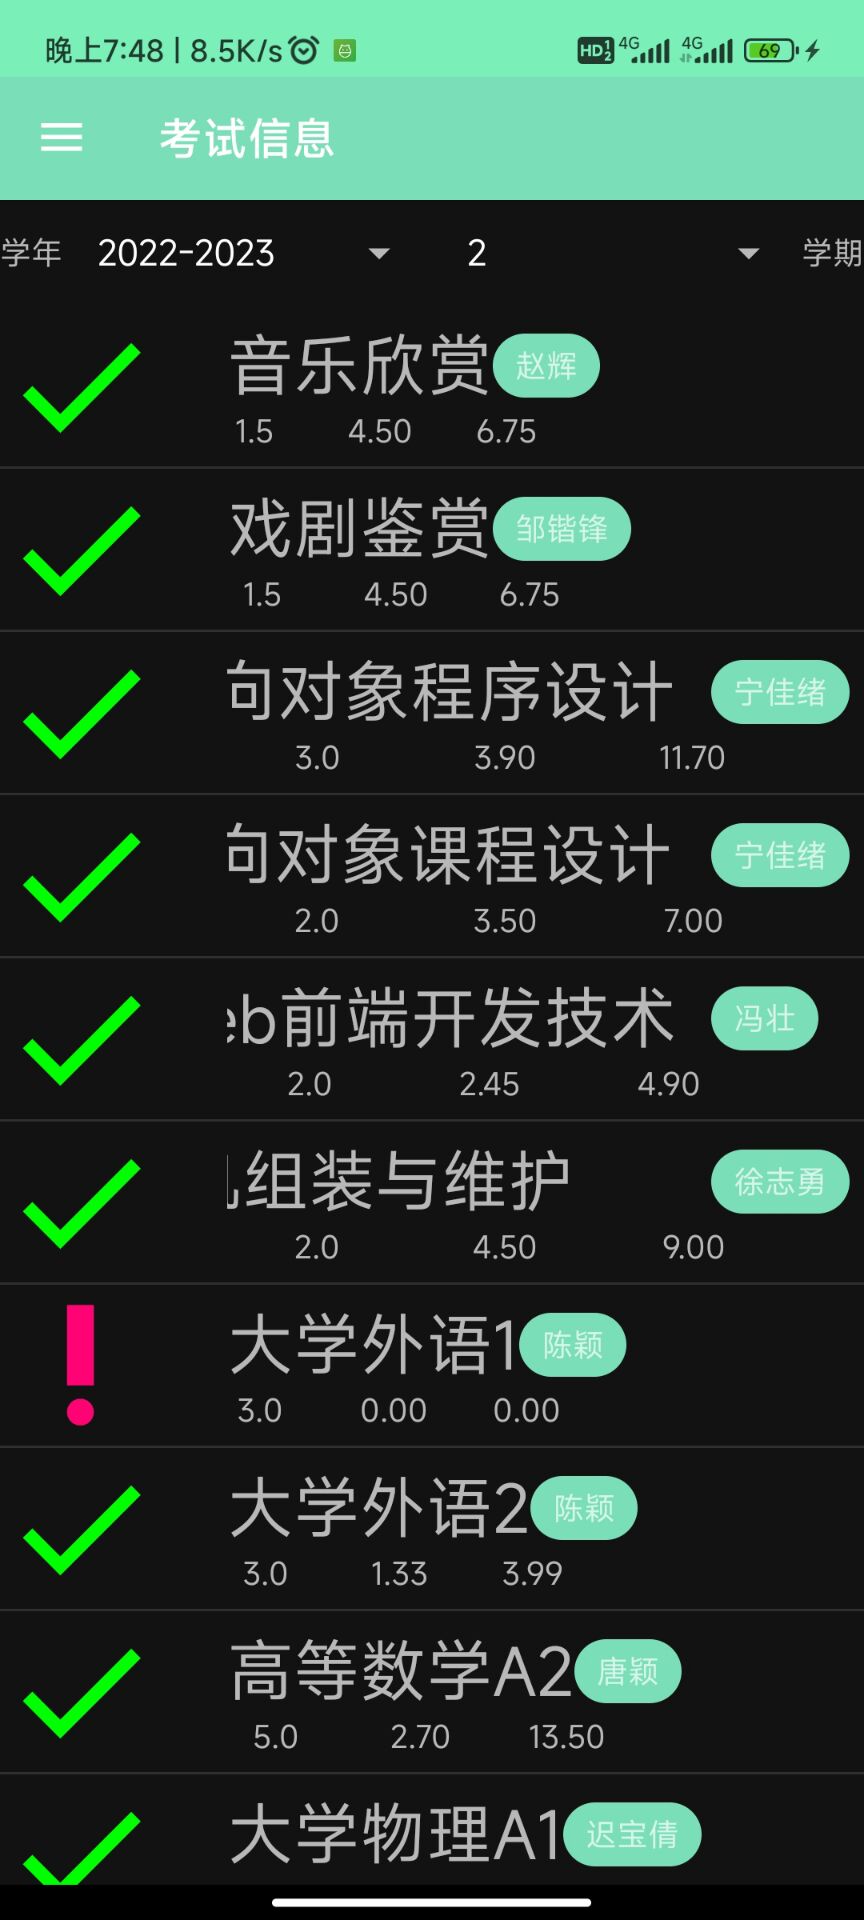 晚上7:48 | 8.5K/s
HD 1 2 4G 4G 69
考试信息
学年 2022-2023 2 学期
音乐欣赏 赵辉
1.5 4.50 6.75
戏剧鉴赏 邹锴锋
1.5 4.50 6.75
向对象程序设计 宁佳绪
3.0 3.90 11.70
向对象课程设计 宁佳绪
2.0 3.50 7.00
eb前端开发技术 冯壮
2.0 2.45 4.90
机组装与维护 徐志勇
2.0 4.50 9.00
大学外语1 陈颖
3.0 0.00 0.00
大学外语2 陈颖
3.0 1.33 3.99
高等数学A2 唐颖
5.0 2.70 13.50
大学物理A1 迟宝倩